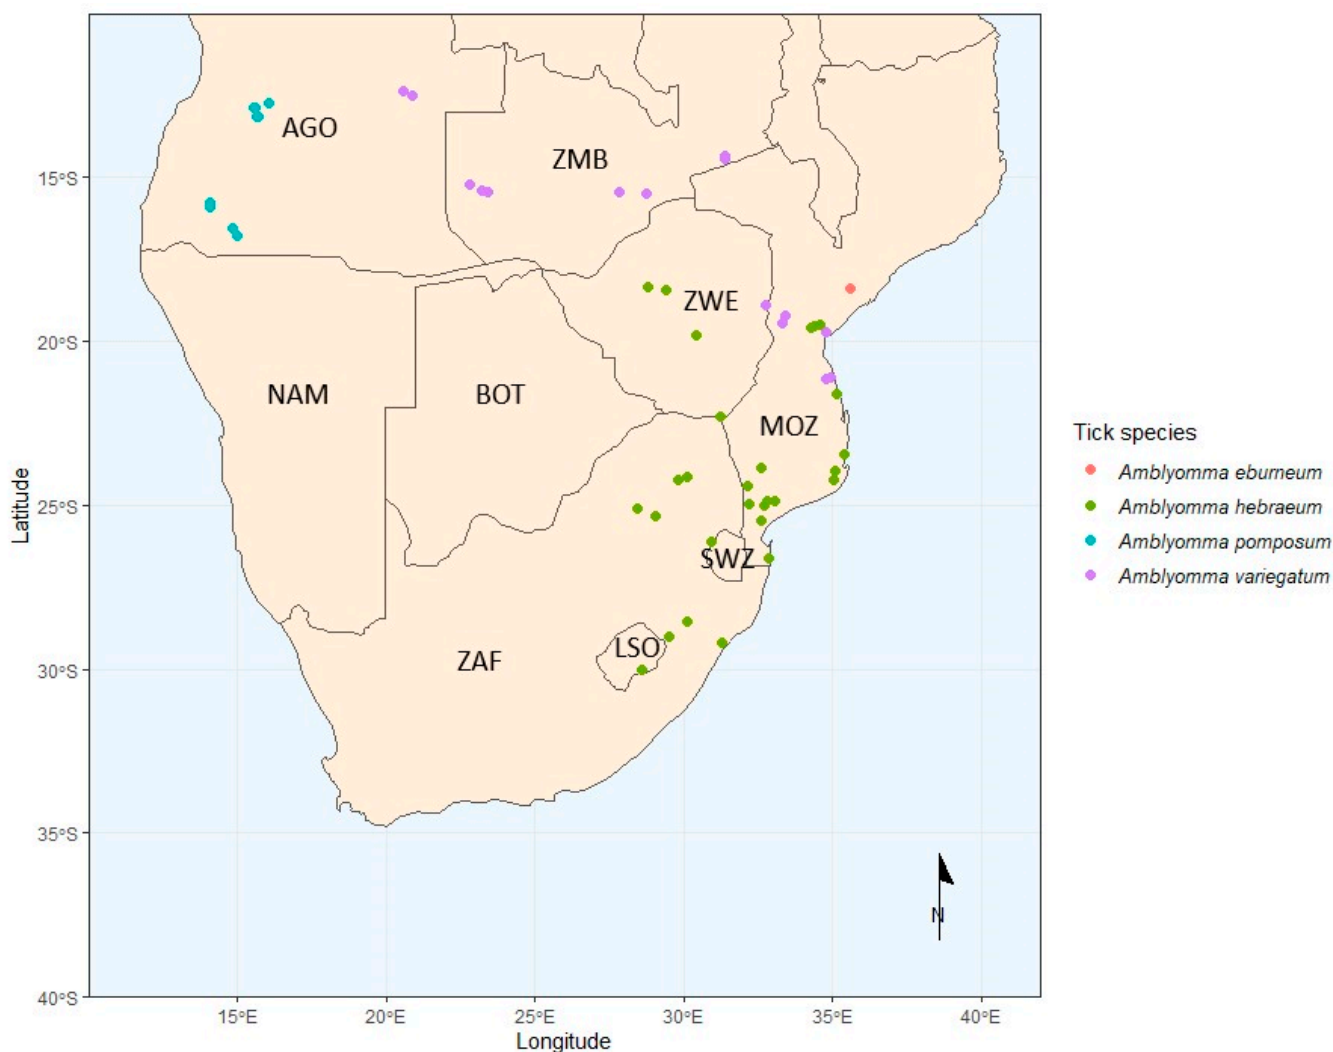 AGO
ZMB
15°S
ZWE
20°S
NAM
BOT
MOZ
Tick species
Amblyomma eburneum
Amblyomma hebraeum
Amblyomma pomposum
Amblyomma variegatum
Latitude
25°S
SWZ
LSO
ZAF
30°S
35°S
N
40°S
15°E
20°E
25°E
30°E
35°E
40°E
Longitude